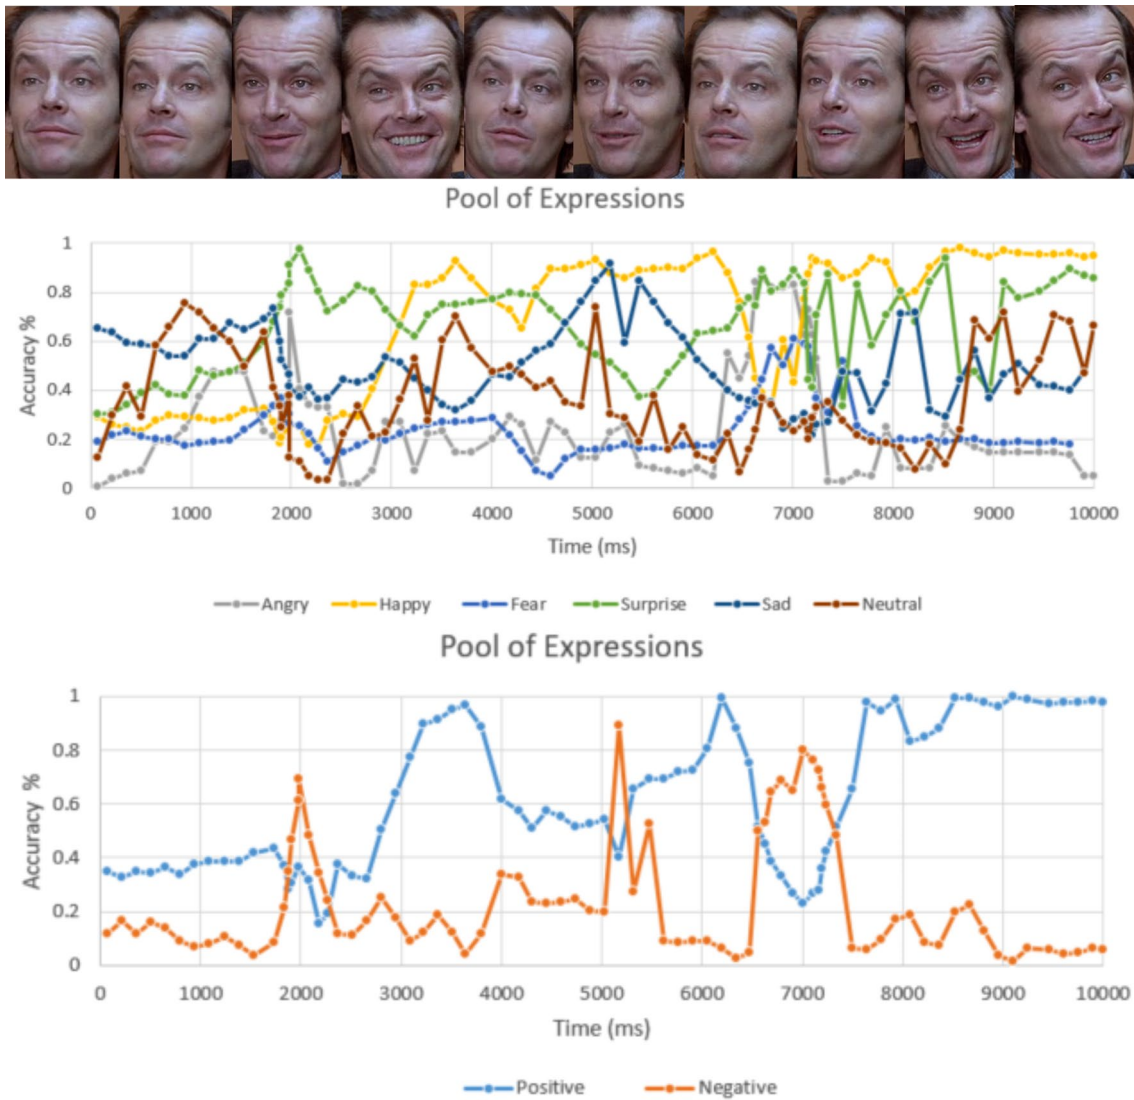 Pool of Expressions
1
0.8
0.6
0.4
0.2
0
Accuracy %
0 1000 2000 3000 4000 5000 6000 7000 8000 9000 10000
Time (ms)
Angry Happy Fear Surprise Sad Neutral
Pool of Expressions
1
0.8
0.6
0.4
0.2
0
Accuracy %
0 1000 2000 3000 4000 5000 6000 7000 8000 9000 10000
Time (ms)
Positive Negative